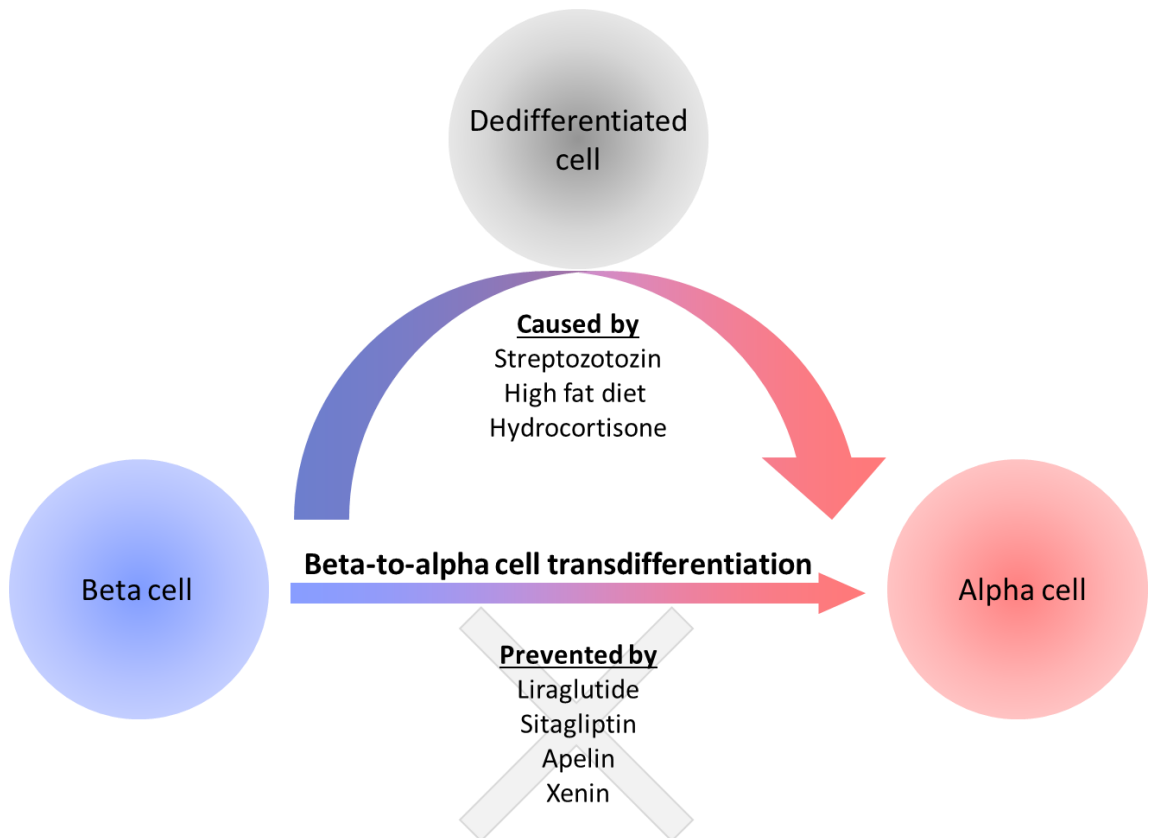 Dedifferentiated
cell
Caused by
Streptozotozin
High fat diet
Hydrocortisone
Beta-to-alpha cell transdifferentiation
Beta cell
Alpha cell
Prevented by
Liraglutide
Sitagliptin
Apelin
Xenin